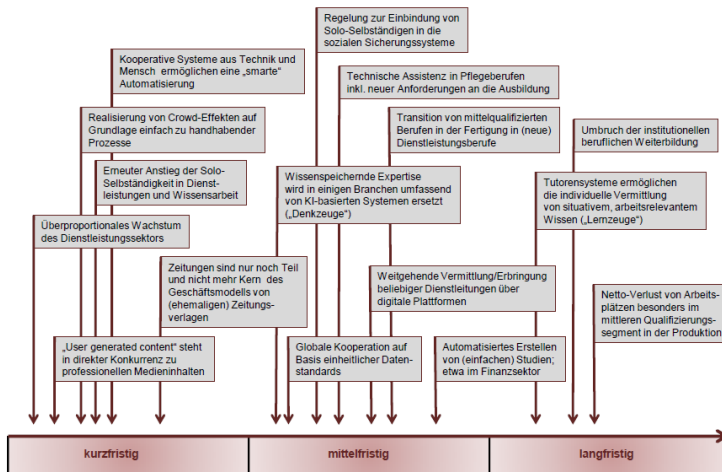 Regelung zur Einbindung von
Solo-Selbständigen in die
sozialen Sicherungssysteme
Kooperative Systeme aus Technik und
Mensch ermöglichen eine „smarte“
Automatisierung
Technische Assistenz in Pflegeberufen
inkl. neuer Anforderungen an die Ausbildung
Realisierung von Crowd-Effekten auf
Grundlage einfach zu handhabender
Prozesse
Transition von mittelqualifizierten
Berufen in der Fertigung in (neue)
Dienstleistungsberufe
Umbruch der institutionellen
beruflichen Weiterbildung
Erneuter Anstieg der Solo-
Selbständigkeit in Dienst-
leistungen und Wissensarbeit
Wissenspeichernde Expertise
wird in einigen Branchen umfassend
von KI-basierten Systemen ersetzt
(„Denkzeuge“)
Tutorensysteme ermöglichen
die individuelle Vermittlung
von situativem, arbeitsrelevantem
Wissen („Lernzeuge“)
Überproportionales Wachstum
des Dienstleistungssektors
Zeitungen sind nur noch Teil
und nicht mehr Kern des
Geschäftsmodells von
(ehemaligen) Zeitungs-
verlagen
Weitgehende Vermittlung/Erbringung
beliebiger Dienstleitungen über
digitale Plattformen
Netto-Verlust von Arbeits-
plätzen besonders im
mittleren Qualifizierungs-
segment in der Produktion
„User generated content“ steht
in direkter Konkurrenz zu
professionellen Medieninhalten
Globale Kooperation auf
Basis einheitlicher Daten-
standards
Automatisiertes Erstellen
von (einfachen) Studien;
etwa im Finanzsektor
kurzfristig
mittelfristig
langfristig